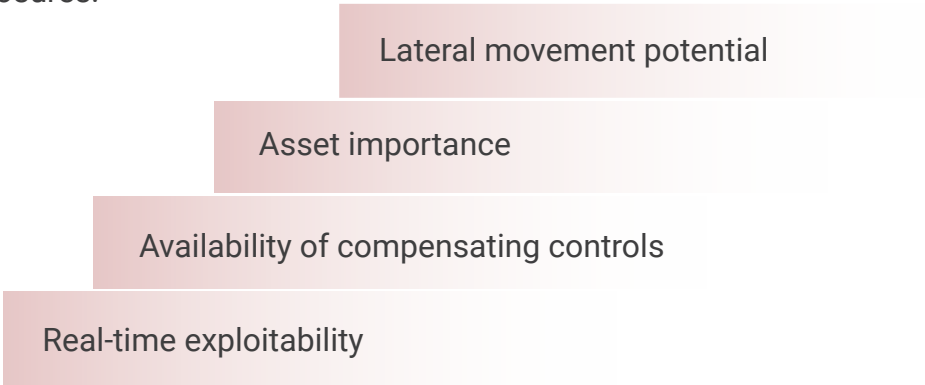 Lateral movement potential
Asset importance
Availability of compensating controls
Real-time exploitability